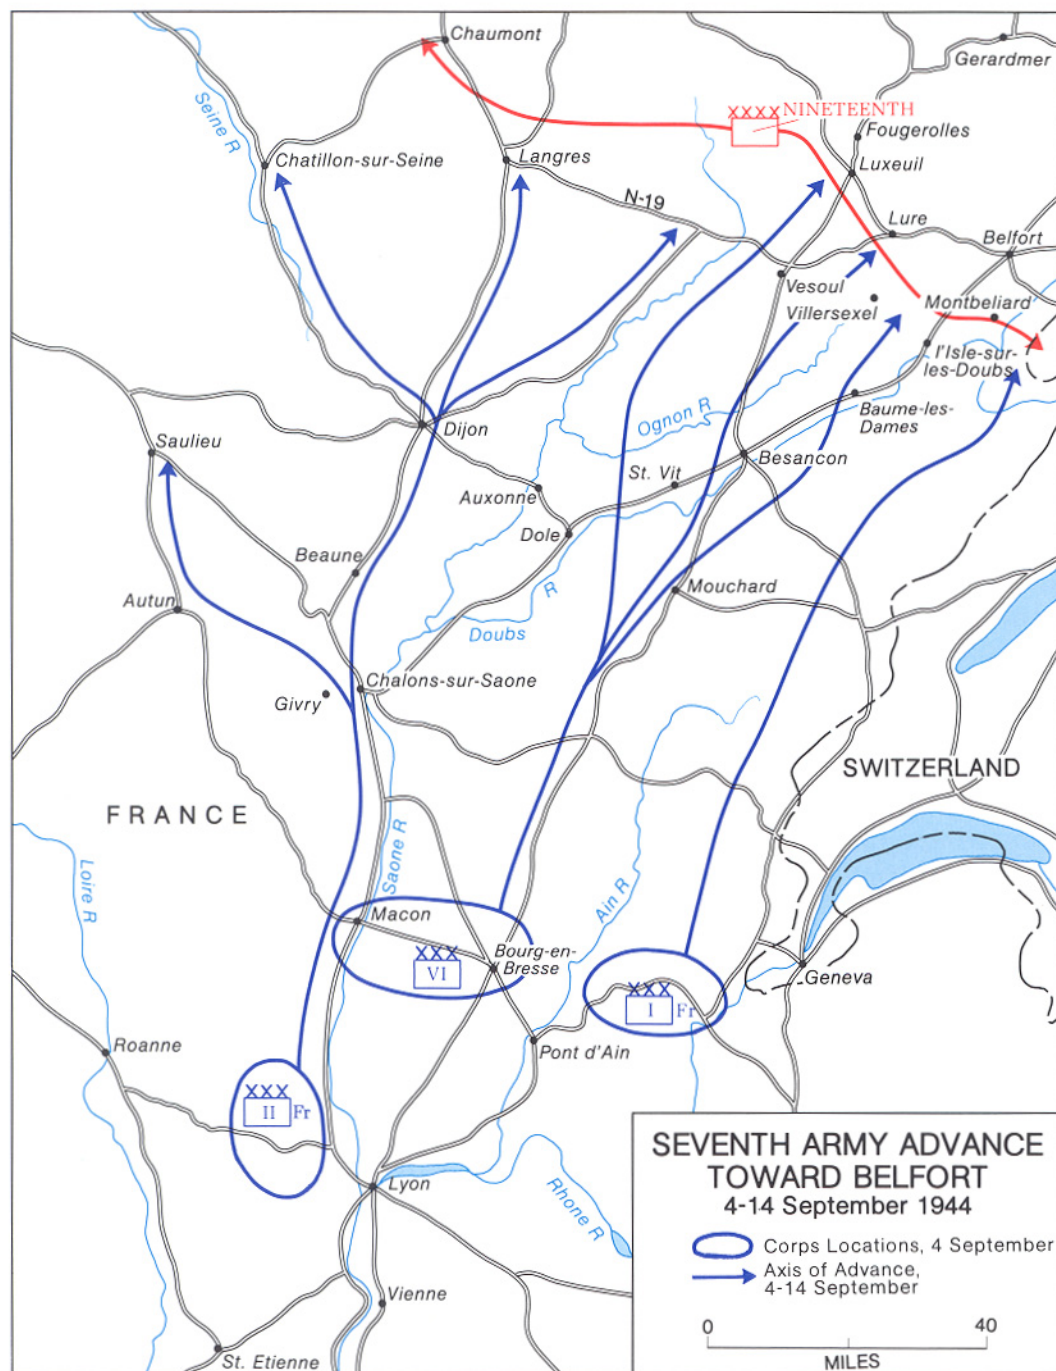 Chaumont
Gerardmer
Seine R
XXXX NINETEENTH
Fougerolles
Chatillon-sur-Seine
Langres
Luxeuil
N-19
Lure
Belfort
Vesoul
Villersexel
Montbeliard
l'Isle-sur-
les-Doubs
Ognon R
Baume-les-
Dames
Dijon
Saulieu
Besancon
St. Vit
Auxonne
Dole
Beaune
Mouchard
Autun
R
Doubs
Chalons-sur-Saone
Givry
SWITZERLAND
FRANCE
Loire R
Saone R
Ain R
Macon
XXX
VI
Bourg-en-
Bresse
Geneva
XXX
I Fr
Roanne
Pont d'Ain
XXX
II Fr
Lyon
Rhone R
Vienne
St. Etienne
SEVENTH ARMY ADVANCE
TOWARD BELFORT
4-14 September 1944
Corps Locations, 4 September
Axis of Advance,
4-14 September
0 40
MILES